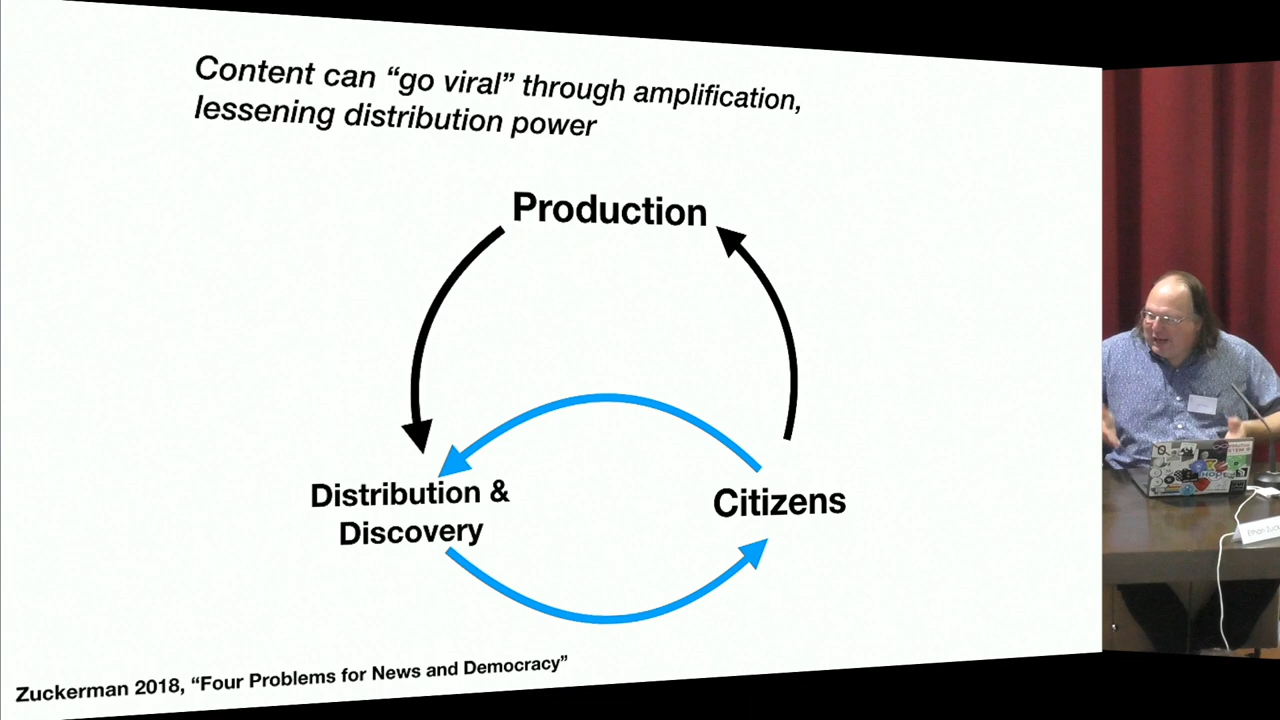 Content can “go viral” through amplification,
lessening distribution power
Production
Distribution &
Discovery
Citizens
Zuckerman 2018, “Four Problems for News and Democracy”
Ethan